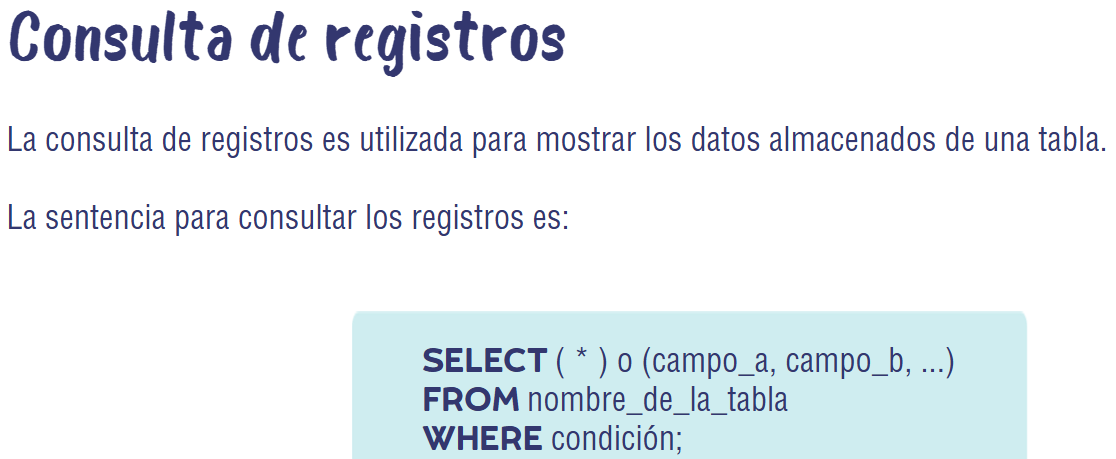 Consulta de registros
La consulta de registros es utilizada para mostrar los datos almacenados de una tabla.
La sentencia para consultar los registros es:
SELECT ( * ) o (campo_a, campo_b, ...)
FROM nombre_de_la_tabla
WHERE condición;